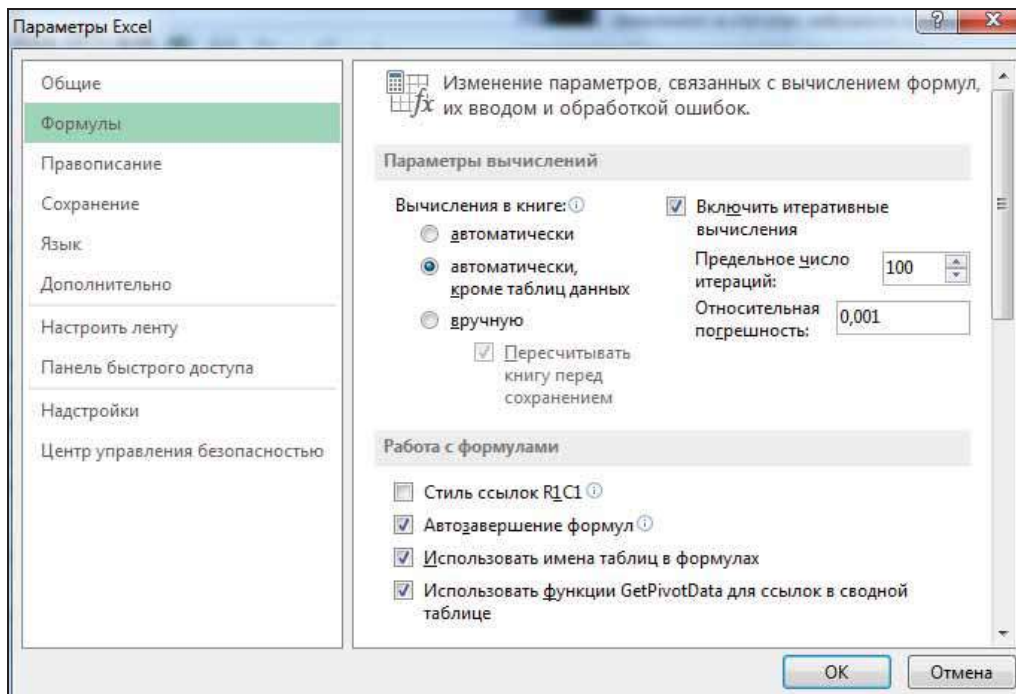 Параметры Excel
Общие
Формулы
Правописание
Сохранение
Язык
Дополнительно
Настроить ленту
Панель быстрого доступа
Надстройки
Центр управления безопасностью
Изменение параметров, связанных с вычислением формул,
их вводом и обработкой ошибок.
Параметры вычислений
Вычисления в книге:
автоматически
автоматически,
кроме таблиц данных
вручную
Пересчитывать
книгу перед
сохранением
Включить итеративные
вычисления
Предельное число
итераций:
100
Относительная
погрешность:
0,001
Работа с формулами
Стиль ссылок R1C1
Автозавершение формул
Использовать имена таблиц в формулах
Использовать функции GetPivotData для ссылок в сводной
таблице
ОК
Отмена